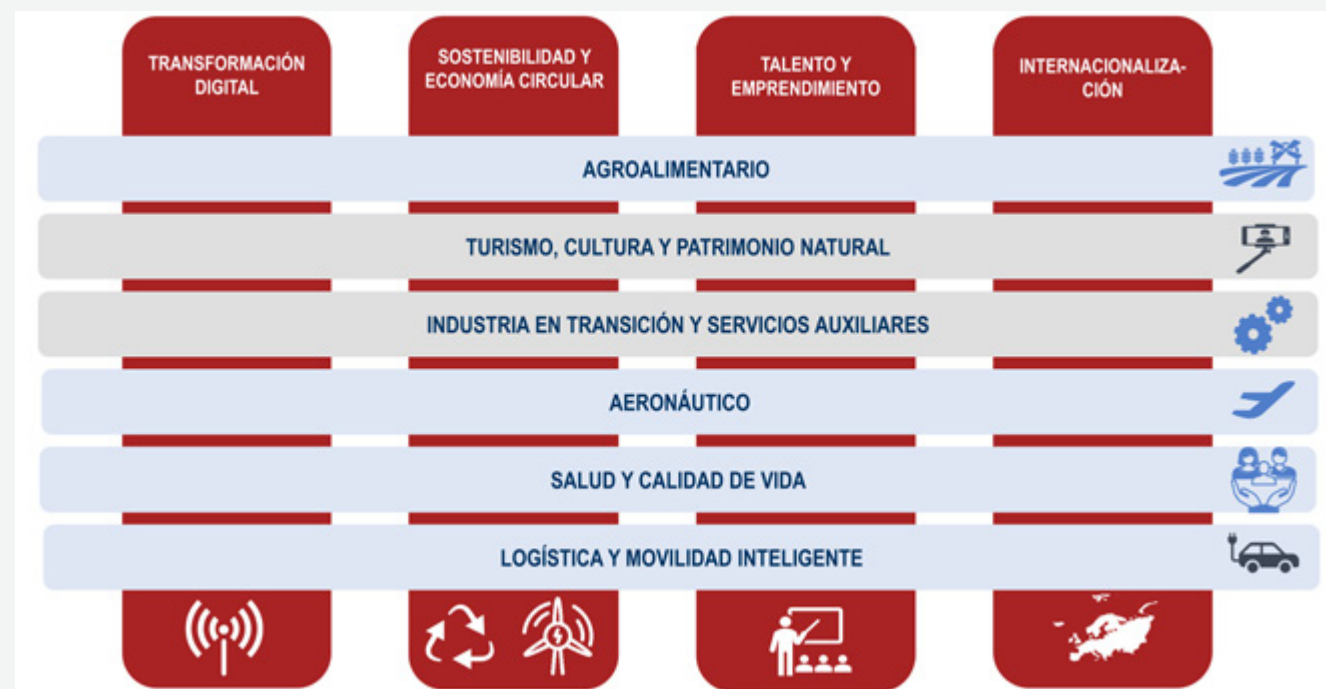 TRANSFORMACIÓN
DIGITAL
SOSTENIBILIDAD Y
ECONOMÍA CIRCULAR
TALENTO Y
EMPRENDIMIENTO
INTERNACIONALIZA-
CIÓN
AGROALIMENTARIO
TURISMO, CULTURA Y PATRIMONIO NATURAL
INDUSTRIA EN TRANSICIÓN Y SERVICIOS AUXILIARES
AERONÁUTICO
SALUD Y CALIDAD DE VIDA
LOGÍSTICA Y MOVILIDAD INTELIGENTE